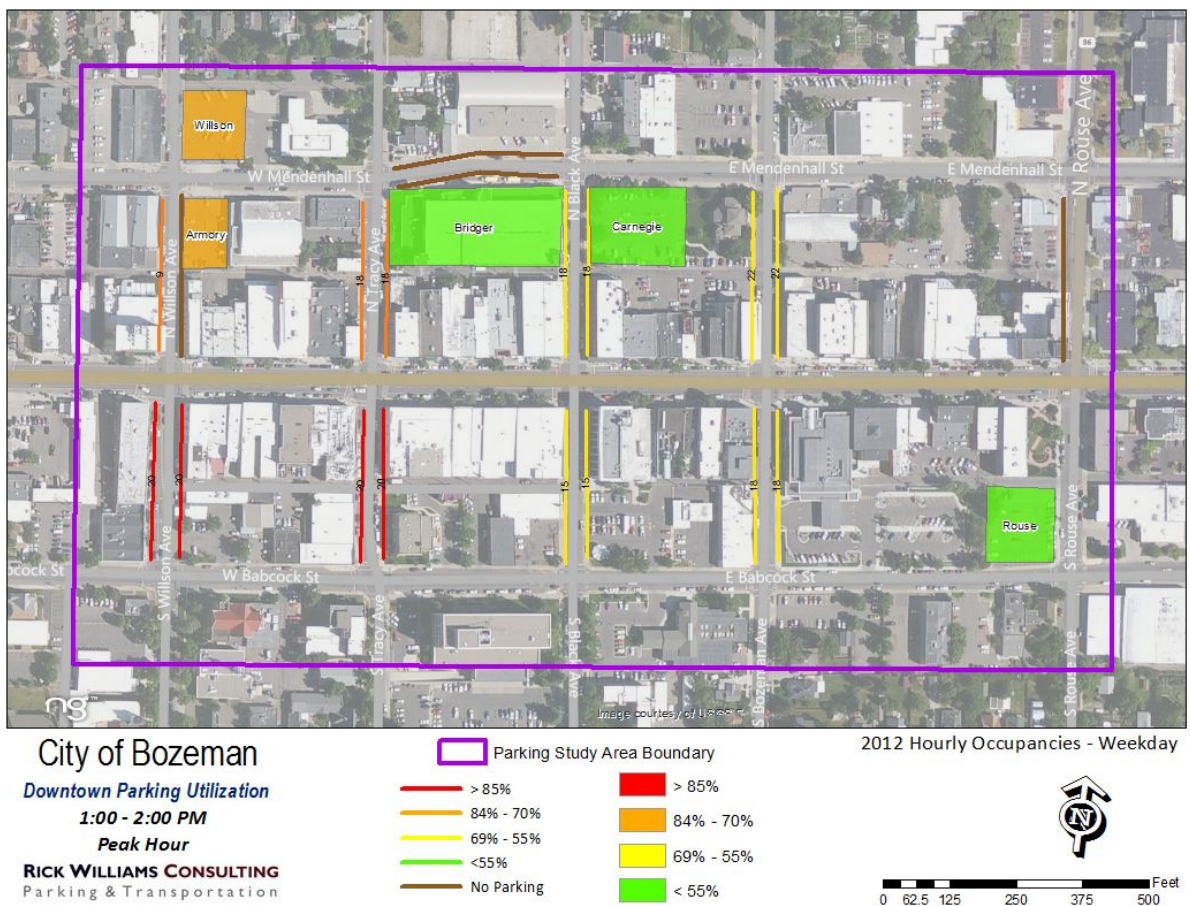 86
N Rouse Ave
Willson
W Mendenhall St
N Black Ave
E Mendenhall St
E Mendenhall St
Armory
Bridger
Carnegie
N Willson Ave
N Tracy Ave
9
18
18
18
18
22
22
20
20
20
20
15
15
18
18
Rouse
S Rouse Ave
W Babcock St
E Babcock St
S Willson Ave
S Tracy Ave
S Black Ave
S Bozeman Ave
S Rouse Ave
ng
Image courtesy of USGS
City of Bozeman
Downtown Parking Utilization
1:00 - 2:00 PM
Peak Hour
RICK WILLIAMS CONSULTING
Parking & Transportation
Parking Study Area Boundary
> 85%
84% - 70%
69% - 55%
<55%
No Parking
> 85%
84% - 70%
69% - 55%
< 55%
2012 Hourly Occupancies - Weekday
N
Feet
0 62.5 125 250 375 500